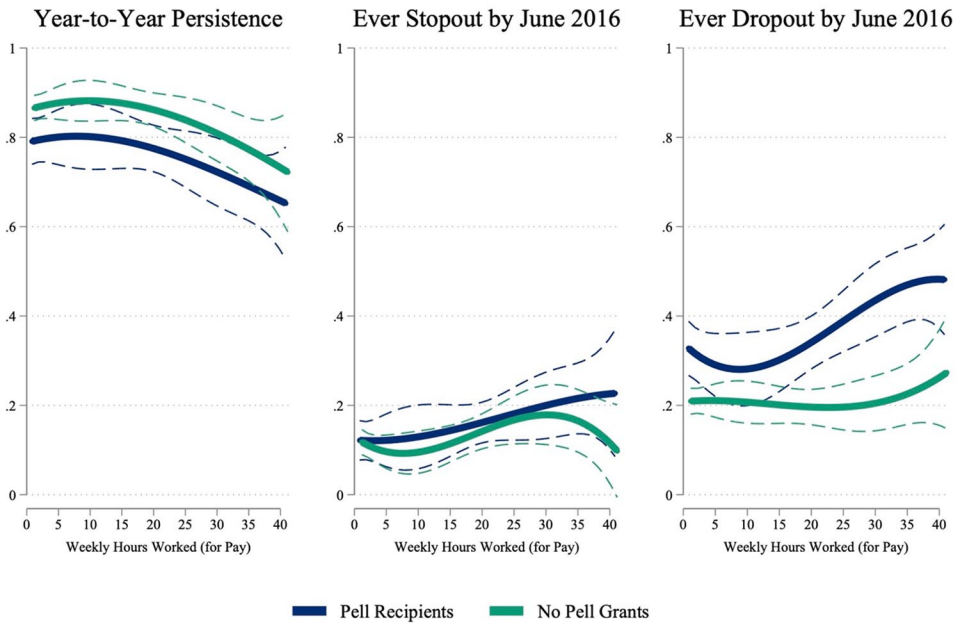 Year-to-Year Persistence
1
.8
.6
.4
.2
0
0 5 10 15 20 25 30 35 40
Weekly Hours Worked (for Pay)
Ever Stopout by June 2016
1
.8
.6
.4
.2
0
0 5 10 15 20 25 30 35 40
Weekly Hours Worked (for Pay)
Ever Dropout by June 2016
1
.8
.6
.4
.2
0
0 5 10 15 20 25 30 35 40
Weekly Hours Worked (for Pay)
Pell Recipients No Pell Grants